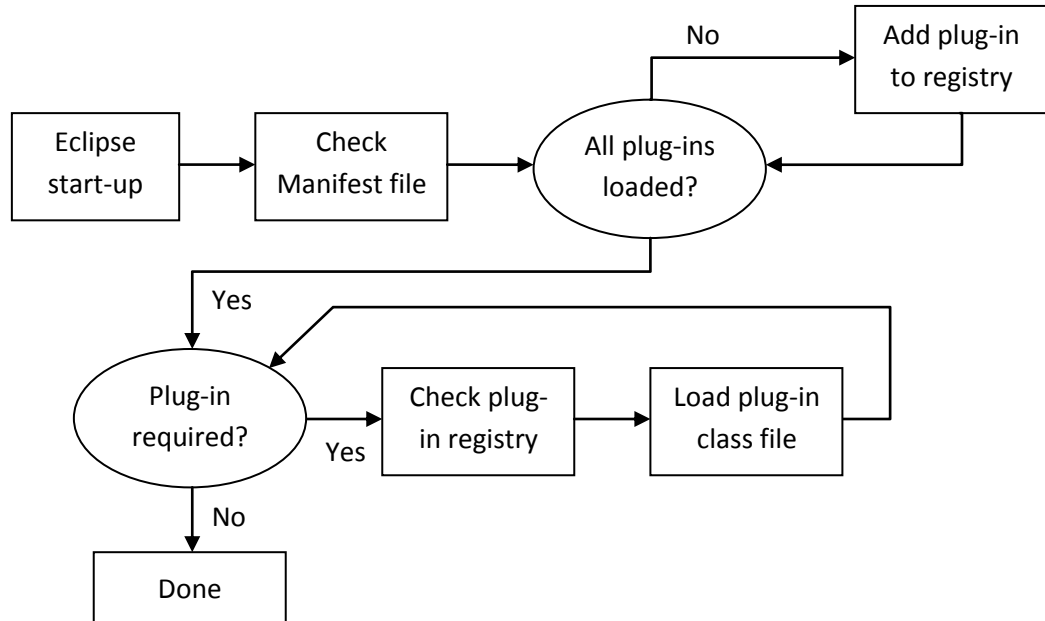 No
Add plug-in
to registry
Eclipse
start-up
Check
Manifest file
All plug-ins
loaded?
Yes
Plug-in
required?
Yes
Check plug-
in registry
Load plug-in
class file
No
Done